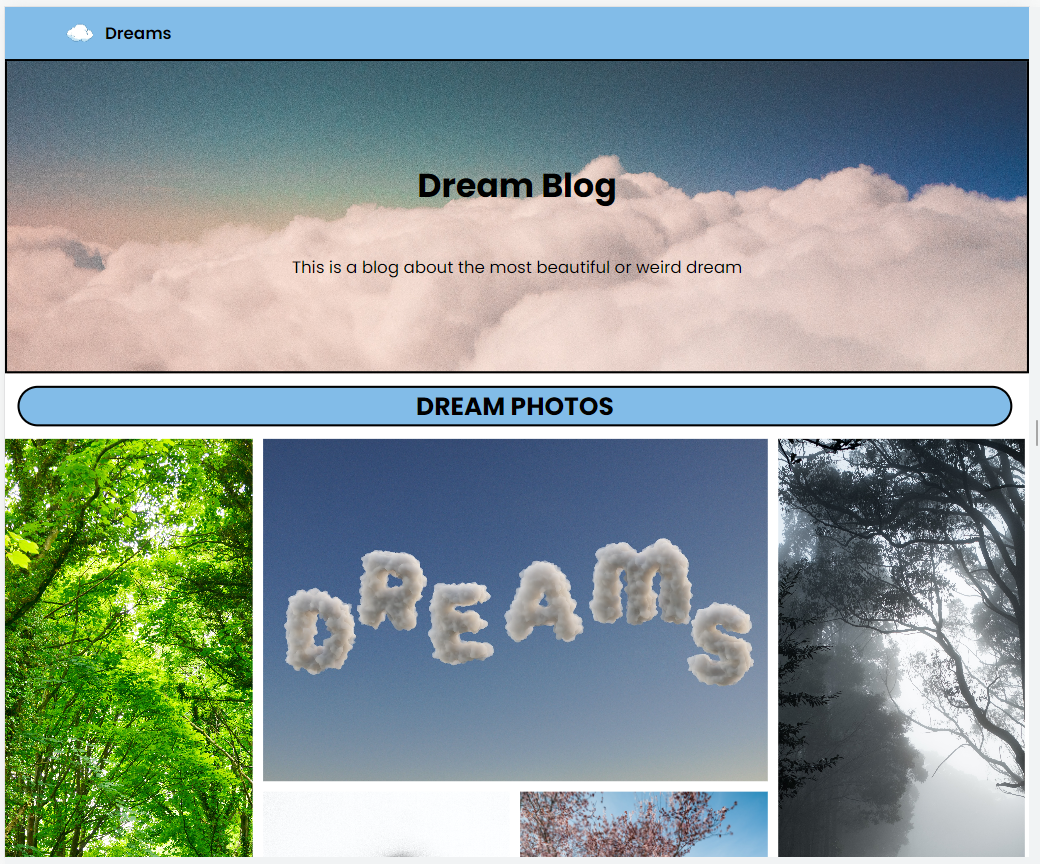 Dreams
Dream Blog
This is a blog about the most beautiful or weird dream
DREAM PHOTOS
DREAMS